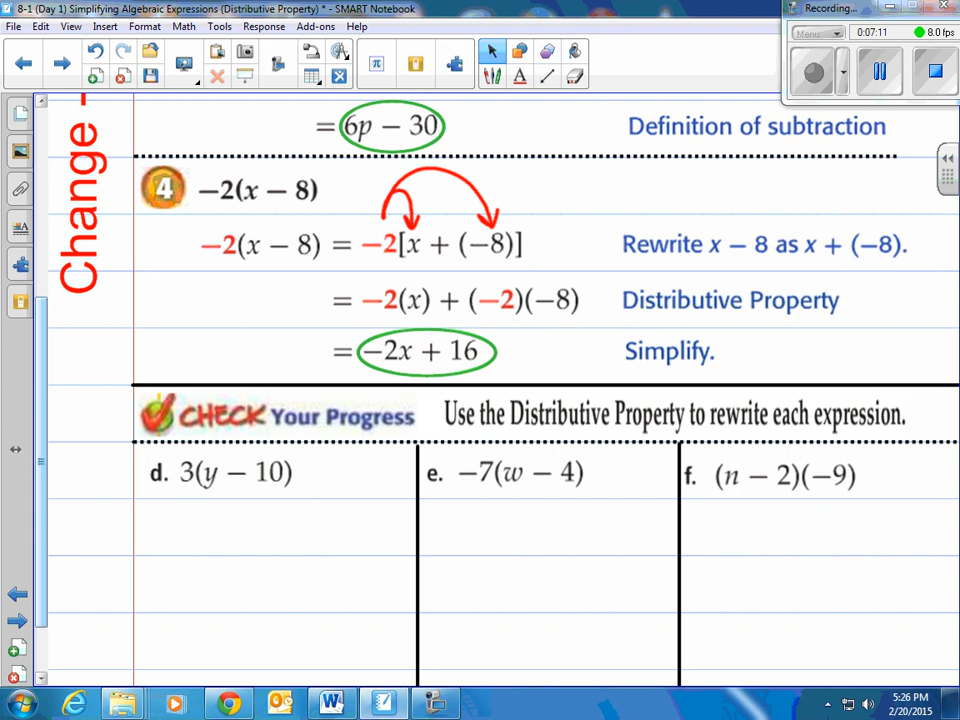 8-1 (Day 1) Simplifying Algebraic Expressions (Distributive Property) * - SMART Notebook
Recording...
File Edit View Insert Format Math Tools Response Add-ons Help
Menu 0:07:11 8.0 fps
Change -
= 6p − 30 Definition of subtraction
4 −2(x − 8)
−2(x − 8) = −2[x + (−8)] Rewrite x − 8 as x + (−8).
= −2(x) + (−2)(−8) Distributive Property
= −2x + 16 Simplify.
CHECK Your Progress Use the Distributive Property to rewrite each expression.
d. 3(y − 10) e. −7(w − 4) f. (n − 2)(−9)
5:26 PM
2/20/2015